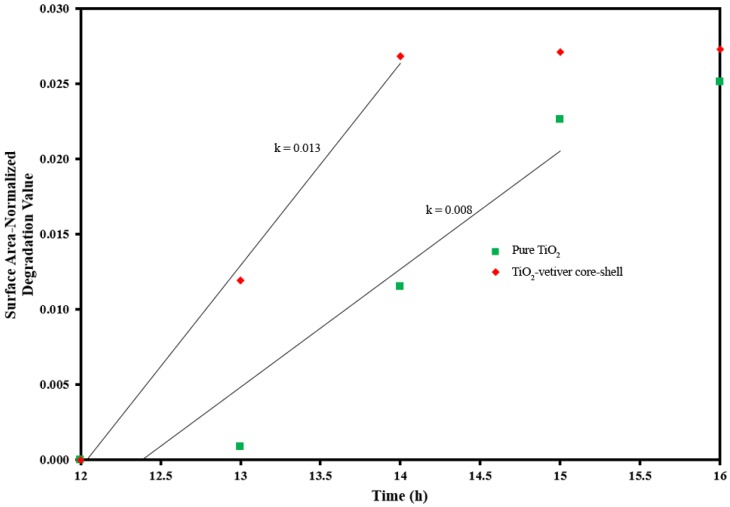 0.030
0.025
0.020
0.015
0.010
0.005
0.000
Surface Area-Normalized
Degradation Value
k = 0.013
k = 0.008
Pure TiO2
TiO2-vetiver core-shell
12 12.5 13 13.5 14 14.5 15 15.5 16
Time (h)